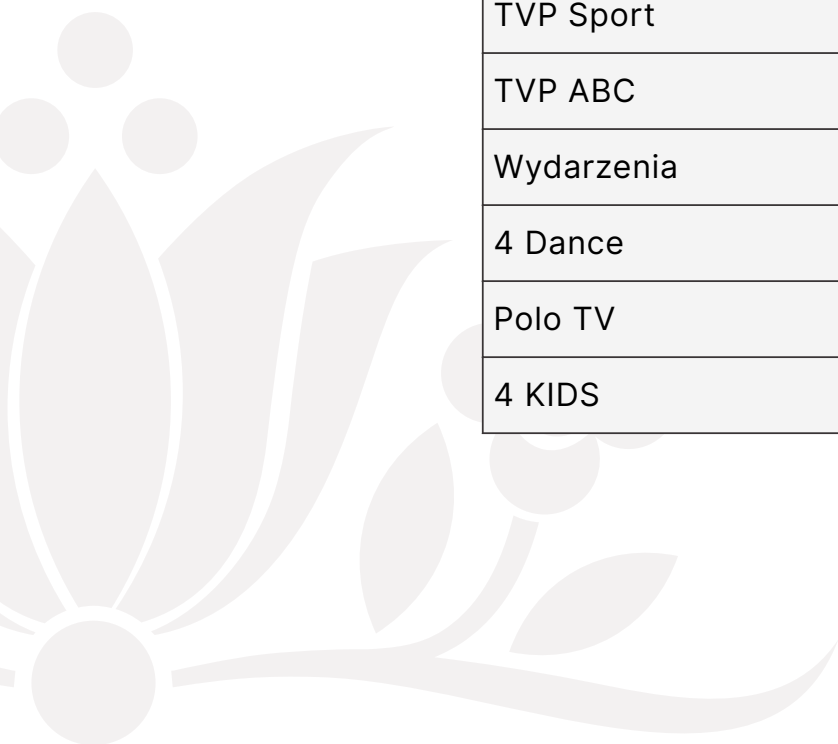 TVP Sport
TVP ABC
Wydarzenia
4 Dance
Polo TV
4 KIDS